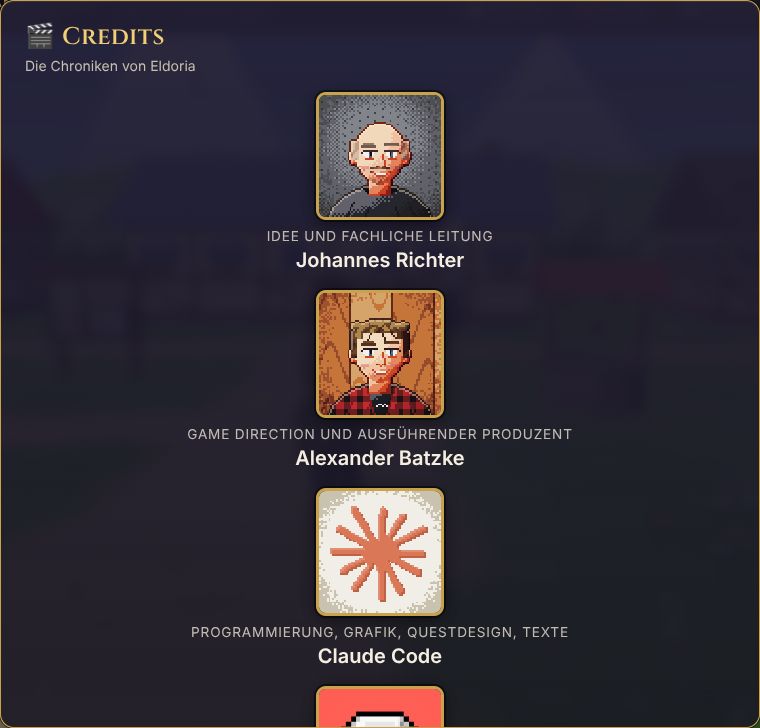 Credits
Die Chroniken von Eldoria
IDEE UND FACHLICHE LEITUNG
Johannes Richter
GAME DIRECTION UND AUSFÜHRENDER PRODUZENT
Alexander Batzke
PROGRAMMIERUNG, GRAFIK, QUESTDESIGN, TEXTE
Claude Code